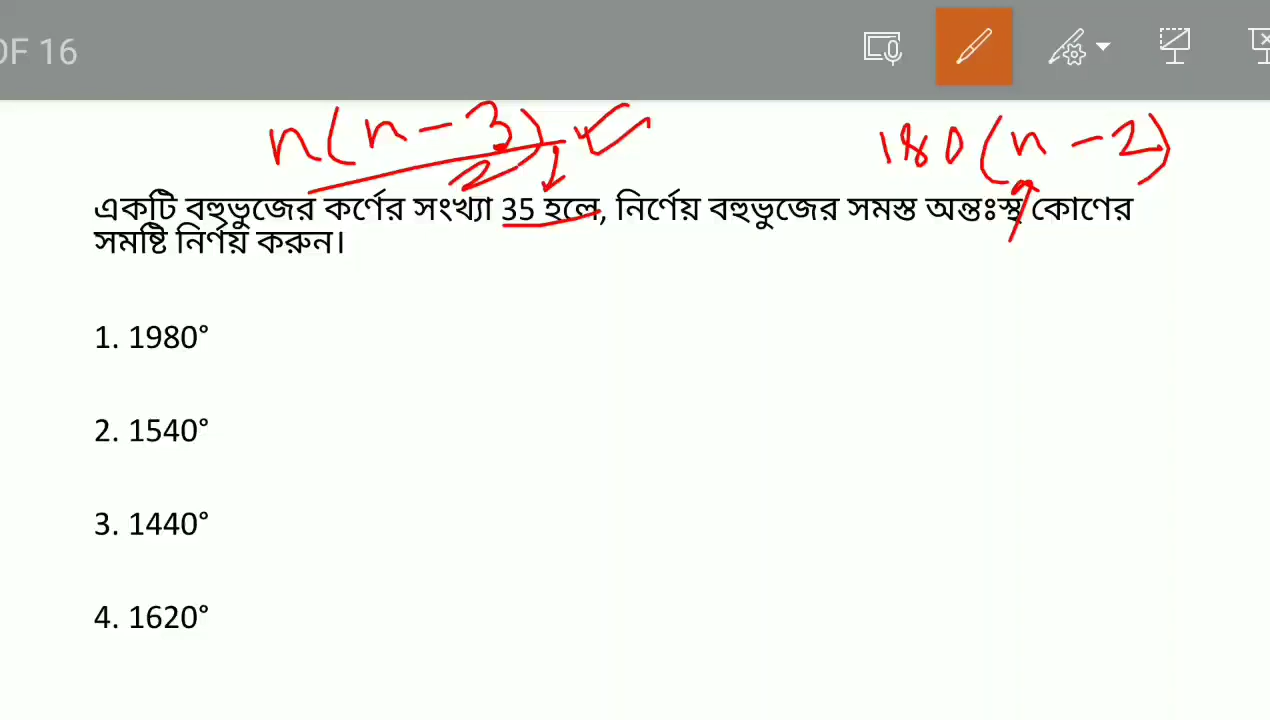 OF 16
n(n-3)
2
180(n-2)
একটি বহুভুজের কর্ণের সংখ্যা 35 হলে, নির্ণেয় বহুভুজের সমস্ত অন্তঃস্থ কোণের
সমষ্টি নির্ণয় করুন।
1. 1980°
2. 1540°
3. 1440°
4. 1620°